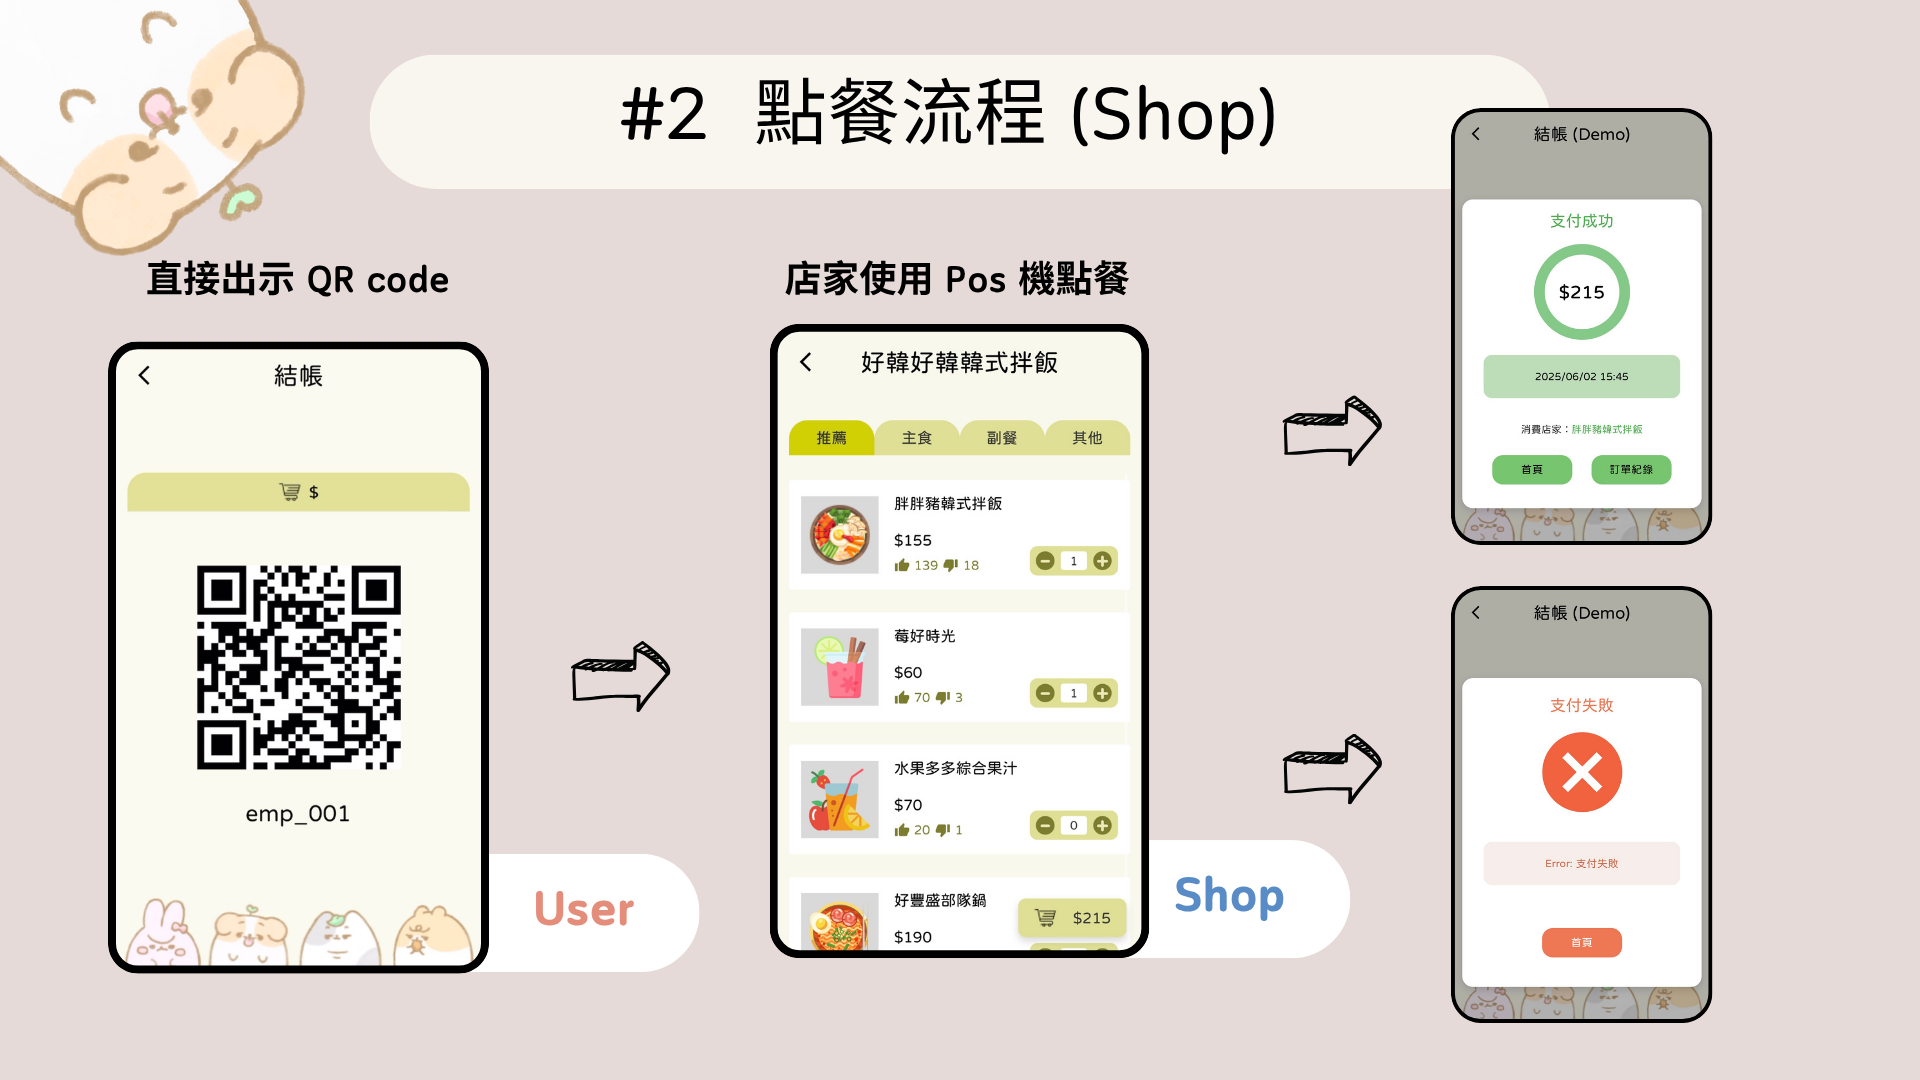 #2 點餐流程 (Shop)
直接出示 QR code
結帳
$
emp_001
User
店家使用 Pos 機點餐
好韓好韓韓式拌飯
推薦
主食
副餐
其他
胖胖豬韓式拌飯
$155
139 18
1
莓好時光
$60
70 3
1
水果多多綜合果汁
$70
20 1
0
好豐盛部隊鍋
$190
$215
Shop
結帳 (Demo)
支付成功
$215
2025/06/02 15:45
消費店家：胖胖豬韓式拌飯
首頁
訂單紀錄
結帳 (Demo)
支付失敗
Error: 支付失敗
首頁